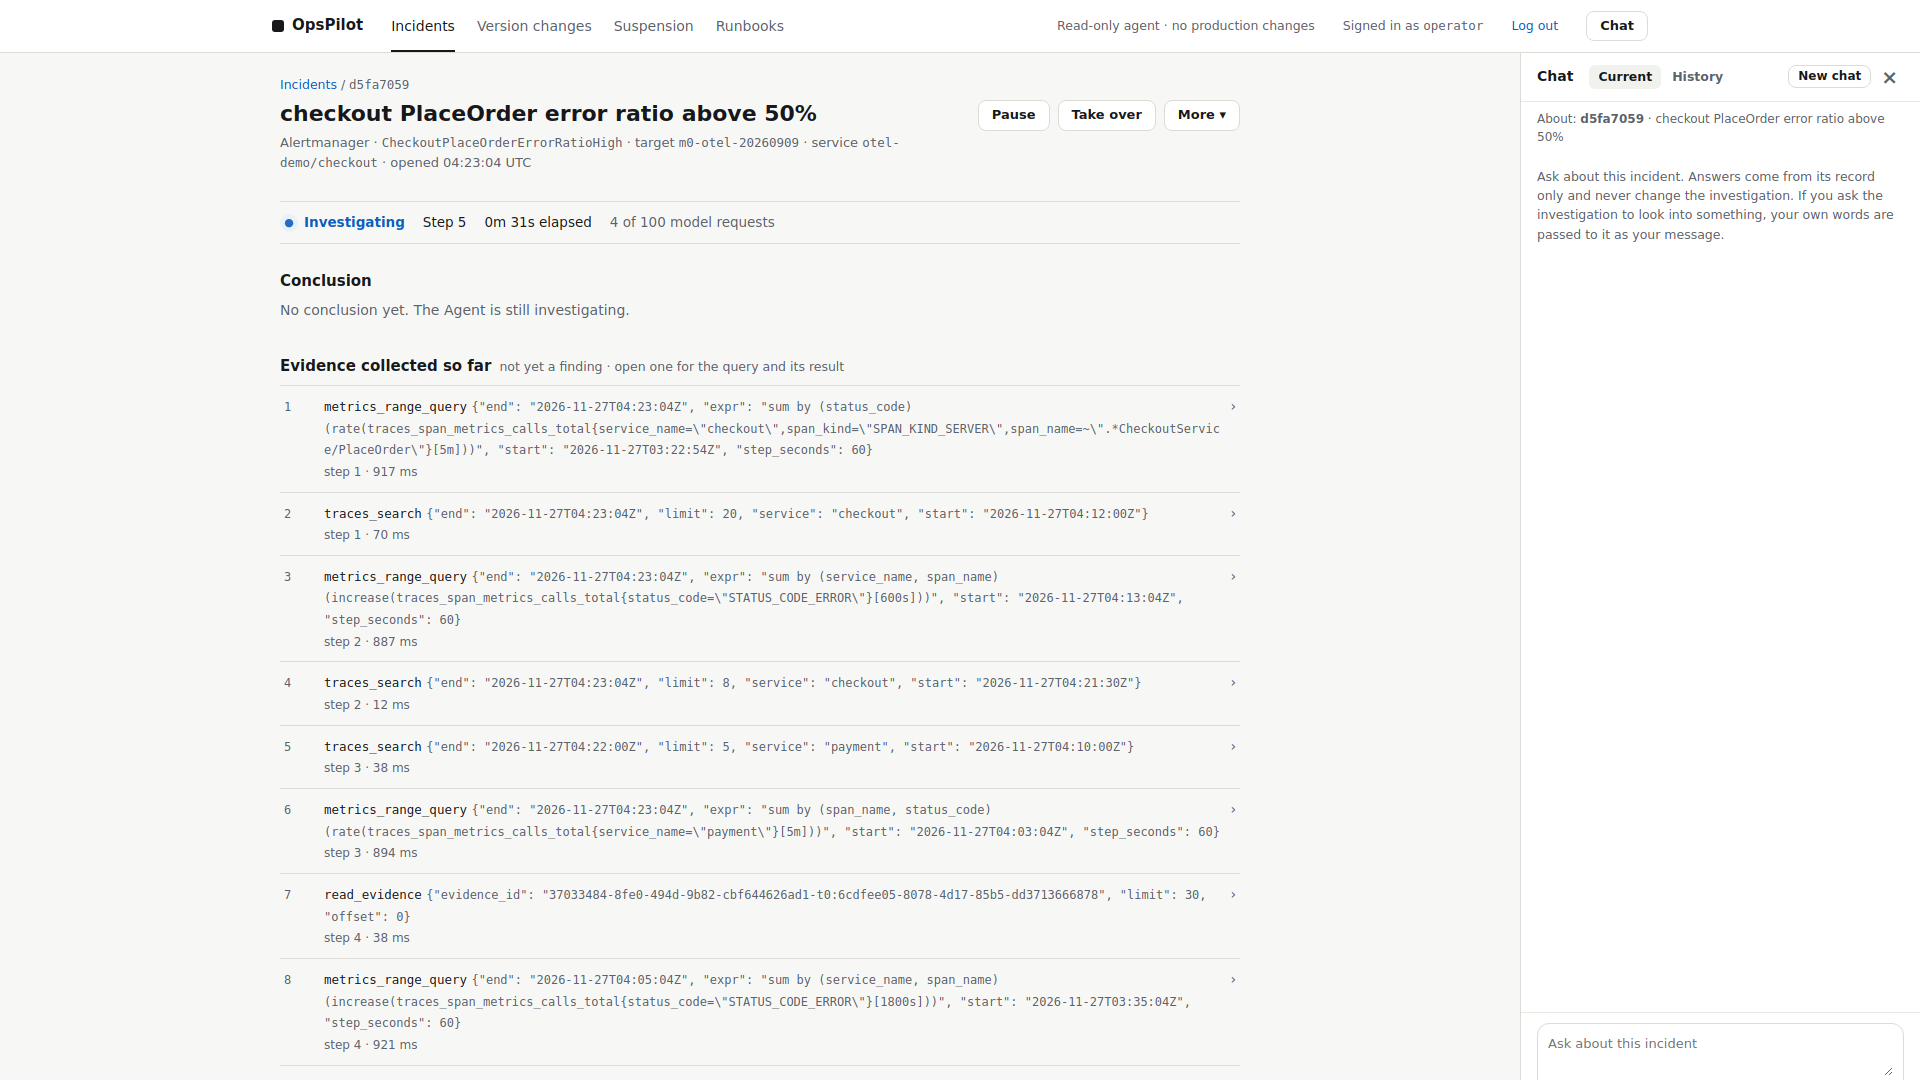 OpsPilot
Incidents
Version changes
Suspension
Runbooks
Read-only agent · no production changes
Signed in as operator
Log out
Chat
Incidents / d5fa7059
checkout PlaceOrder error ratio above 50%
Pause
Take over
More ▾
Alertmanager · CheckoutPlaceOrderErrorRatioHigh · target m0-otel-20260909 · service otel-
demo/checkout · opened 04:23:04 UTC
Investigating
Step 5
0m 31s elapsed
4 of 100 model requests
Conclusion
No conclusion yet. The Agent is still investigating.
Evidence collected so far not yet a finding · open one for the query and its result
1 metrics_range_query {"end": "2026-11-27T04:23:04Z", "expr": "sum by (status_code) ›
(rate(traces_span_metrics_calls_total{service_name=\"checkout\",span_kind=\"SPAN_KIND_SERVER\",span_name=~\".*CheckoutServic
e/PlaceOrder\"}[5m]))", "start": "2026-11-27T03:22:54Z", "step_seconds": 60}
step 1 · 917 ms
2 traces_search {"end": "2026-11-27T04:23:04Z", "limit": 20, "service": "checkout", "start": "2026-11-27T04:12:00Z"} ›
step 1 · 70 ms
3 metrics_range_query {"end": "2026-11-27T04:23:04Z", "expr": "sum by (service_name, span_name) ›
(increase(traces_span_metrics_calls_total{status_code=\"STATUS_CODE_ERROR\"}[600s]))", "start": "2026-11-27T04:13:04Z",
"step_seconds": 60}
step 2 · 887 ms
4 traces_search {"end": "2026-11-27T04:23:04Z", "limit": 8, "service": "checkout", "start": "2026-11-27T04:21:30Z"} ›
step 2 · 12 ms
5 traces_search {"end": "2026-11-27T04:22:00Z", "limit": 5, "service": "payment", "start": "2026-11-27T04:10:00Z"} ›
step 3 · 38 ms
6 metrics_range_query {"end": "2026-11-27T04:23:04Z", "expr": "sum by (span_name, status_code) ›
(rate(traces_span_metrics_calls_total{service_name=\"payment\"}[5m]))", "start": "2026-11-27T04:03:04Z", "step_seconds": 60}
step 3 · 894 ms
7 read_evidence {"evidence_id": "37033484-8fe0-494d-9b82-cbf644626ad1-t0:6cdfee05-8078-4d17-85b5-dd3713666878", "limit": 30, ›
"offset": 0}
step 4 · 38 ms
8 metrics_range_query {"end": "2026-11-27T04:05:04Z", "expr": "sum by (service_name, span_name) ›
(increase(traces_span_metrics_calls_total{status_code=\"STATUS_CODE_ERROR\"}[1800s]))", "start": "2026-11-27T03:35:04Z",
"step_seconds": 60}
step 4 · 921 ms
Chat
Current
History
New chat
×
About: d5fa7059 · checkout PlaceOrder error ratio above
50%
Ask about this incident. Answers come from its record
only and never change the investigation. If you ask the
investigation to look into something, your own words are
passed to it as your message.
Ask about this incident